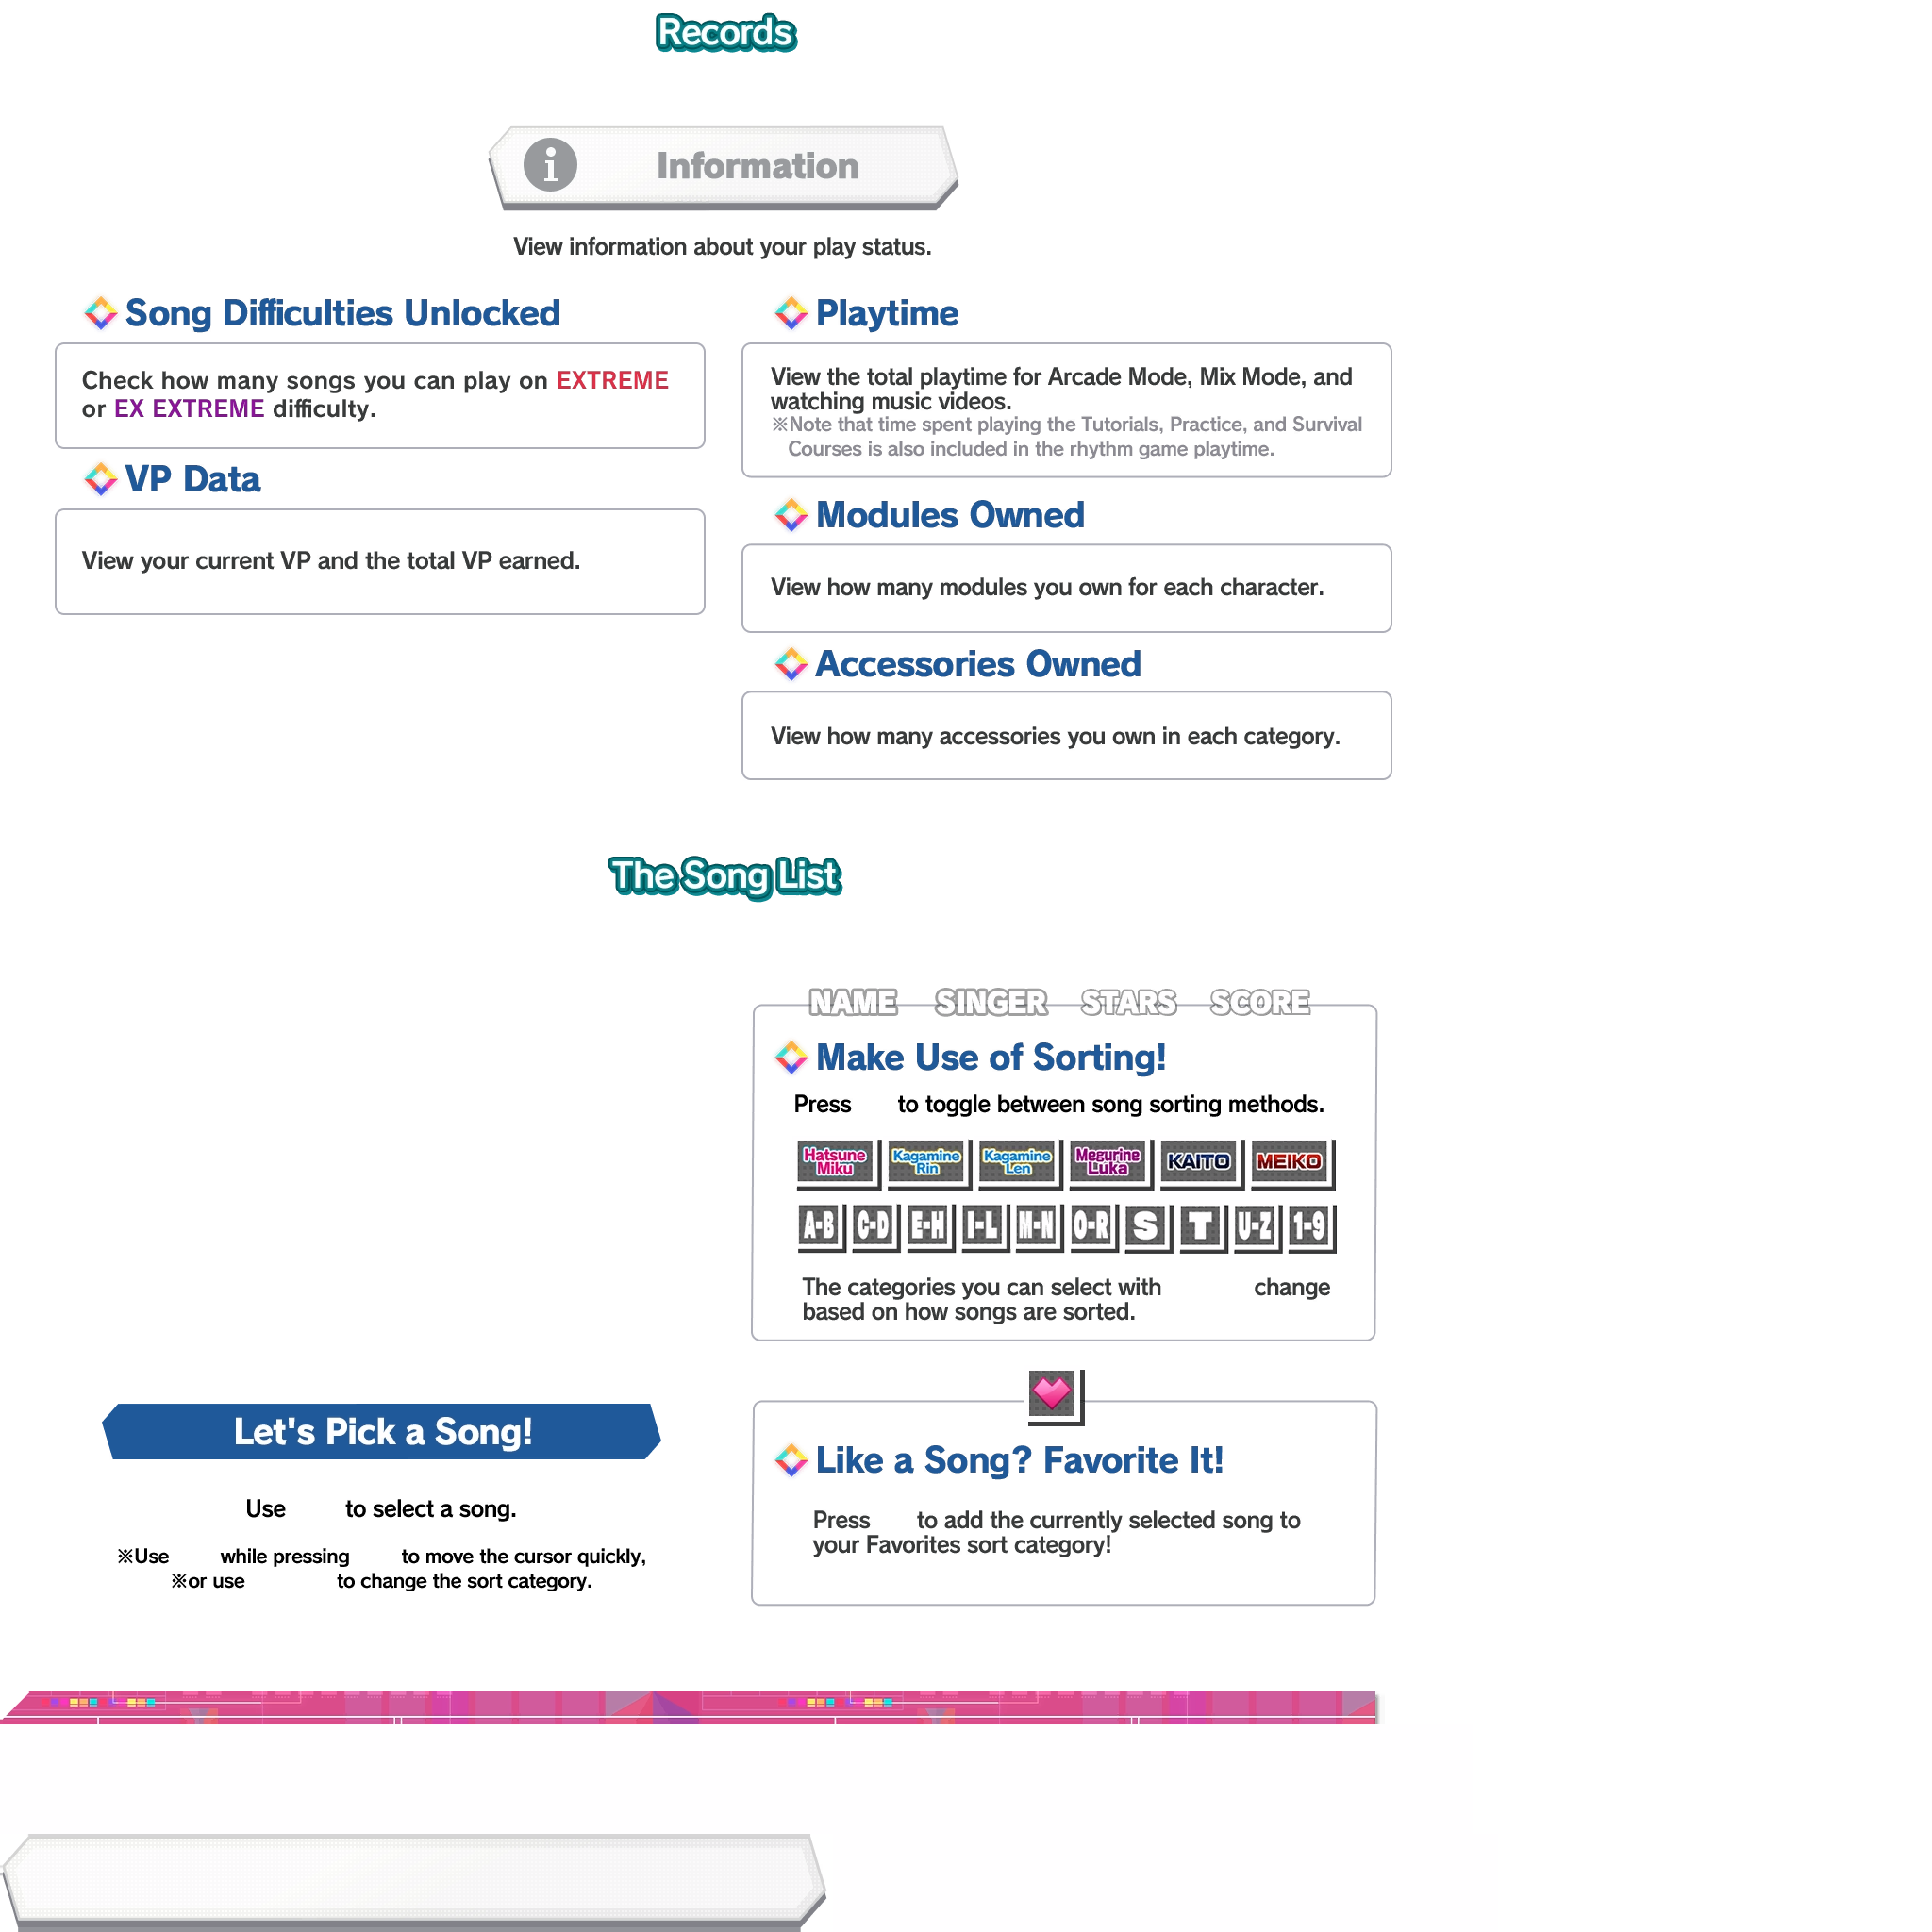 Records
Information
View information about your play status.
Song Difficulties Unlocked
Check how many songs you can play on EXTREME
or EX EXTREME difficulty.
VP Data
View your current VP and the total VP earned.
Playtime
View the total playtime for Arcade Mode, Mix Mode, and
watching music videos.
※Note that time spent playing the Tutorials, Practice, and Survival
Courses is also included in the rhythm game playtime.
Modules Owned
View how many modules you own for each character.
Accessories Owned
View how many accessories you own in each category.
The Song List
NAME SINGER STARS SCORE
Make Use of Sorting!
Press to toggle between song sorting methods.
Hatsune Miku Kagamine Rin Kagamine Len Megurine Luka KAITO MEIKO
A-B C-D E-H I-L M-N O-R S T U-Z 1-9
The categories you can select with change
based on how songs are sorted.
Let's Pick a Song!
Use to select a song.
※Use while pressing to move the cursor quickly,
※or use to change the sort category.
Like a Song? Favorite It!
Press to add the currently selected song to
your Favorites sort category!